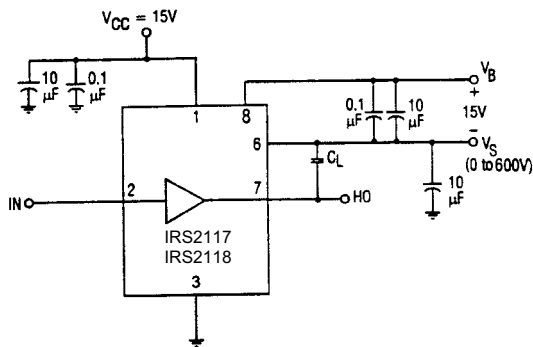 VCC = 15V
10 μF
0.1 μF
1
8
VB
+
0.1 μF
10 μF
15V
6
−
VS
(0 to 600V)
CL
10 μF
IN
2
7
HO
IRS2117
IRS2118
3